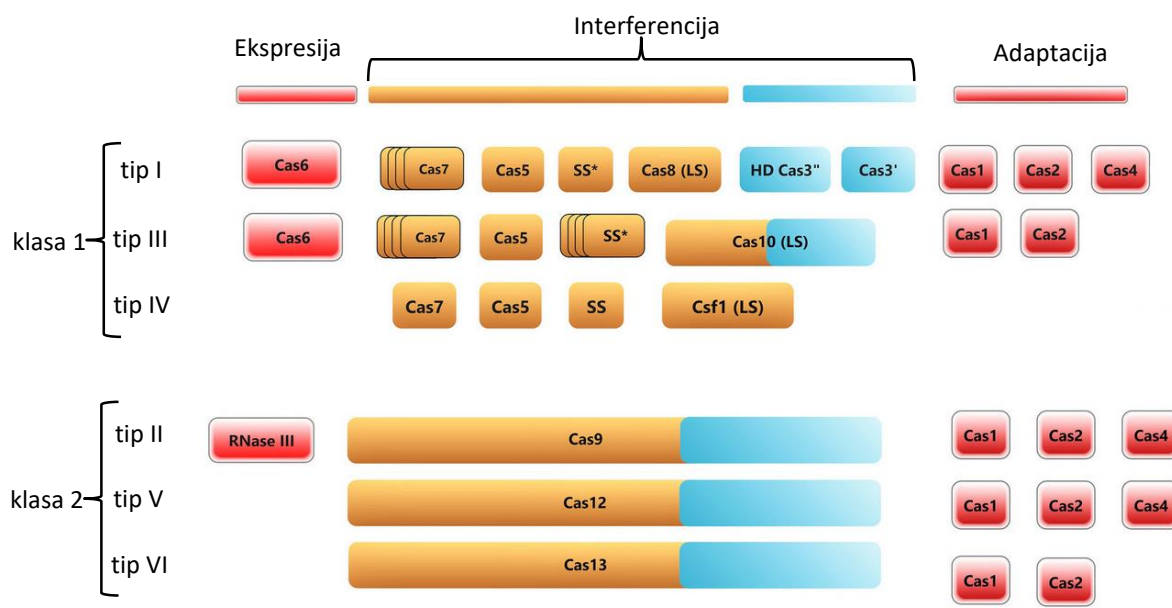 Ekspresija
Interferencija
Adaptacija
klasa 1
tip I
Cas6
Cas7
Cas5
SS*
Cas8 (LS)
HD Cas3"
Cas3'
Cas1
Cas2
Cas4
tip III
Cas6
Cas7
Cas5
SS*
Cas10 (LS)
Cas1
Cas2
tip IV
Cas7
Cas5
SS
Csf1 (LS)
klasa 2
tip II
RNase III
Cas9
Cas1
Cas2
Cas4
tip V
Cas12
Cas1
Cas2
Cas4
tip VI
Cas13
Cas1
Cas2